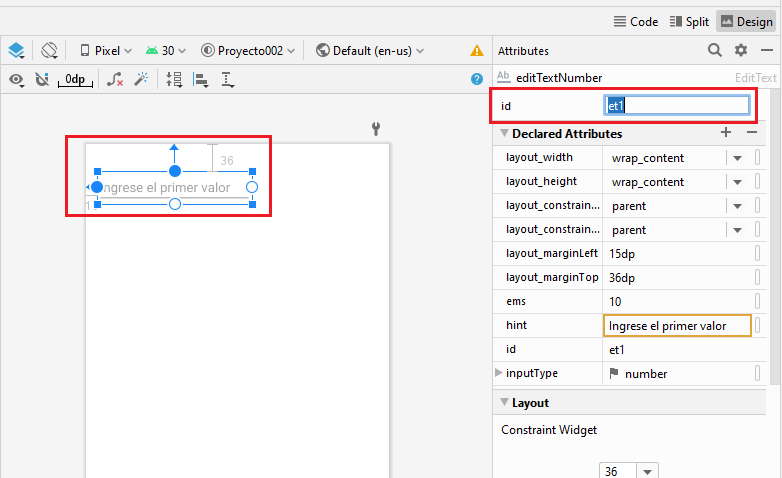 Code Split Design
Pixel 30 Proyecto002 Default (en-us)
Attributes
0dp
?
Ab editTextNumber EditText
id et1
Declared Attributes
layout_width wrap_content
layout_height wrap_content
layout_constrain... parent
layout_constrain... parent
layout_marginLeft 15dp
layout_marginTop 36dp
ems 10
hint Ingrese el primer valor
id et1
inputType number
Layout
Constraint Widget
36
36
Ingrese el primer valor
1